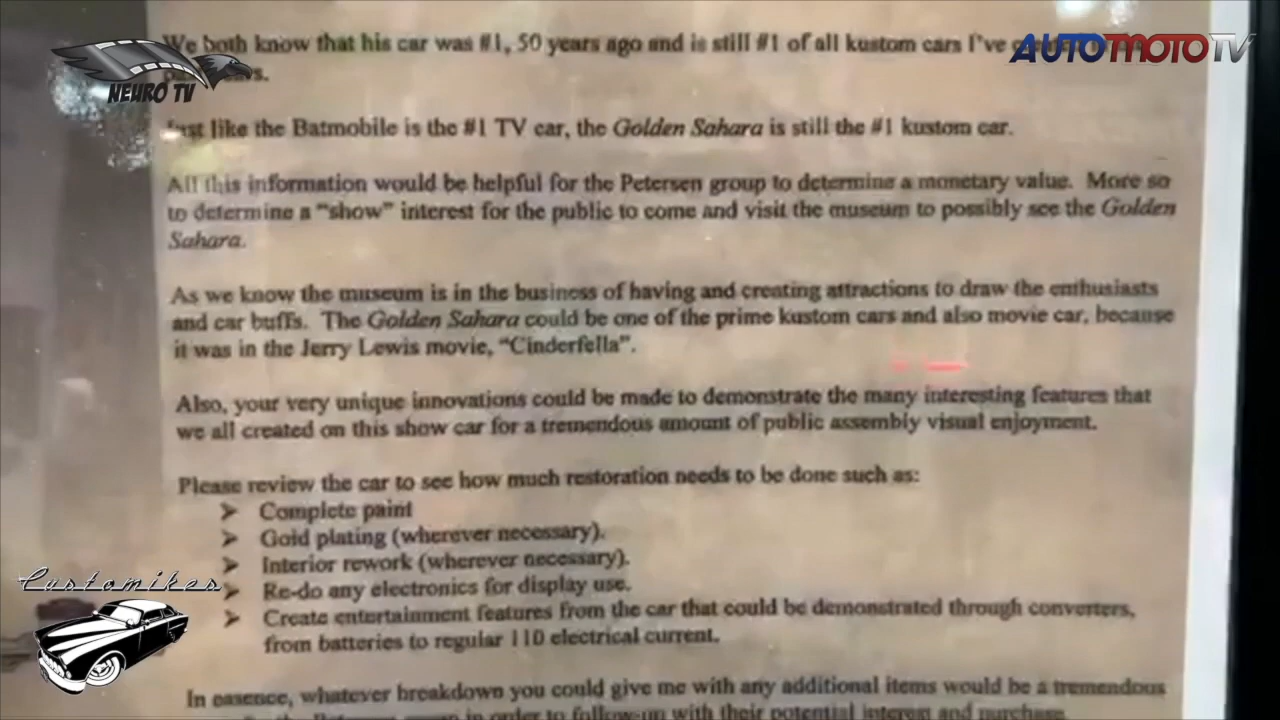 We both know that his car was #1, 50 years ago and is still #1 of all kustom cars I've
AUTOMOTOTV
NEURO TV
Just like the Batmobile is the #1 TV car, the Golden Sahara is still the #1 kustom car.
All this information would be helpful for the Petersen group to determine a monetary value. More so
to determine a "show" interest for the public to come and visit the museum to possibly see the Golden
Sahara.
As we know the museum is in the business of having and creating attractions to draw the enthusiasts
and car buffs. The Golden Sahara could be one of the prime kustom cars and also movie car, because
it was in the Jerry Lewis movie, "Cinderfella".
Also, your very unique innovations could be made to demonstrate the many interesting features that
we all created on this show car for a tremendous amount of public assembly visual enjoyment.
Please review the car to see how much restoration needs to be done such as:
➢ Complete paint
➢ Gold plating (wherever necessary).
➢ Interior rework (wherever necessary).
➢ Re-do any electronics for display use.
➢ Create entertainment features from the car that could be demonstrated through converters,
from batteries to regular 110 electrical current.
Customikes
In essence, whatever breakdown you could give me with any additional items would be a tremendous
in order to follow-up with their potential interest and purchase